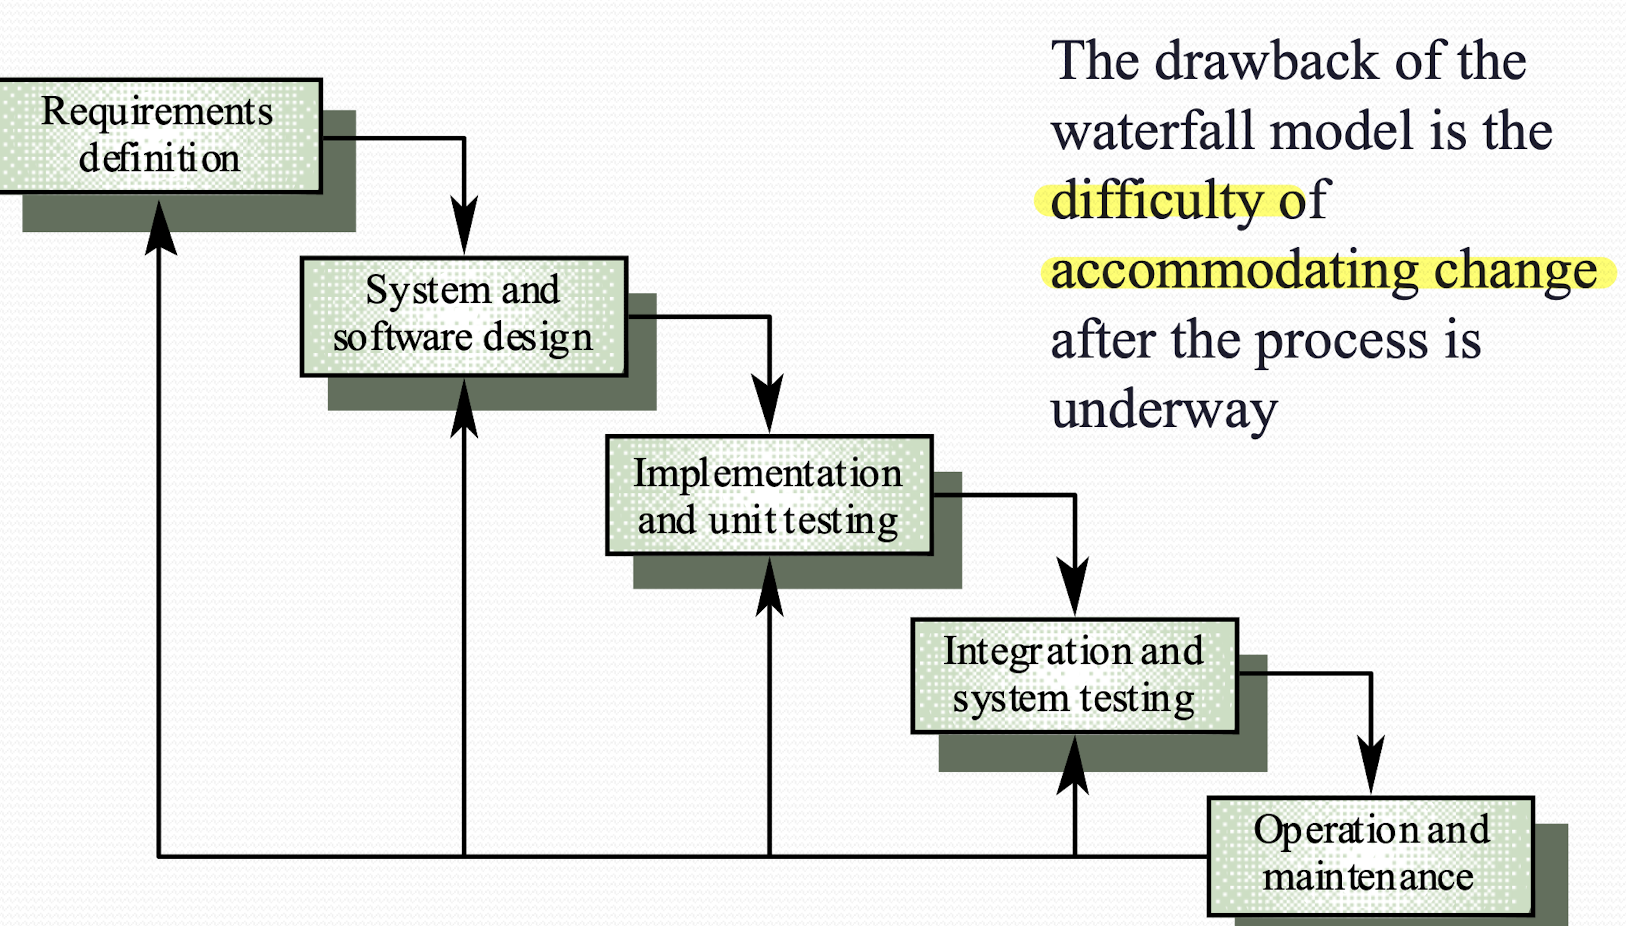 The drawback of the
waterfall model is the
difficulty of
accommodating change
after the process is
underway
Requirements
definition
System and
software design
Implementation
and unit testing
Integration and
system testing
Operation and
maintenance